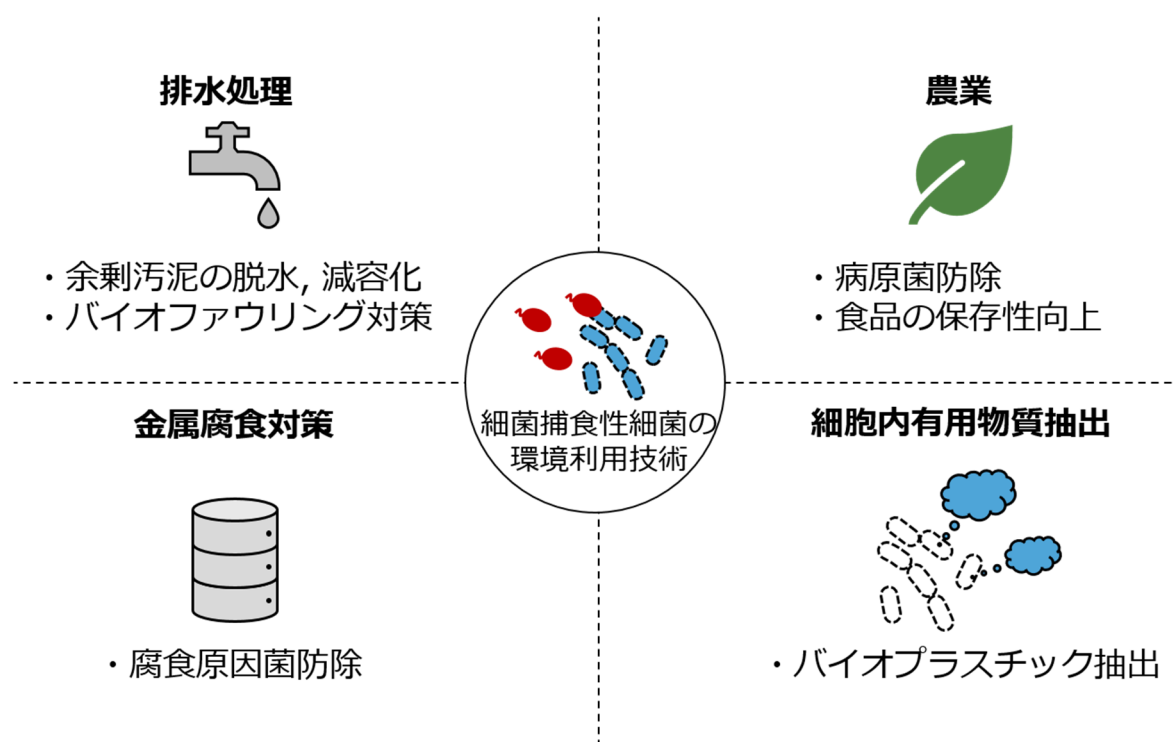 排水処理
・余剰汚泥の脱水, 減容化
・バイオファウリング対策
農業
・病原菌防除
・食品の保存性向上
細菌捕食性細菌の
環境利用技術
金属腐食対策
・腐食原因菌防除
細胞内有用物質抽出
・バイオプラスチック抽出